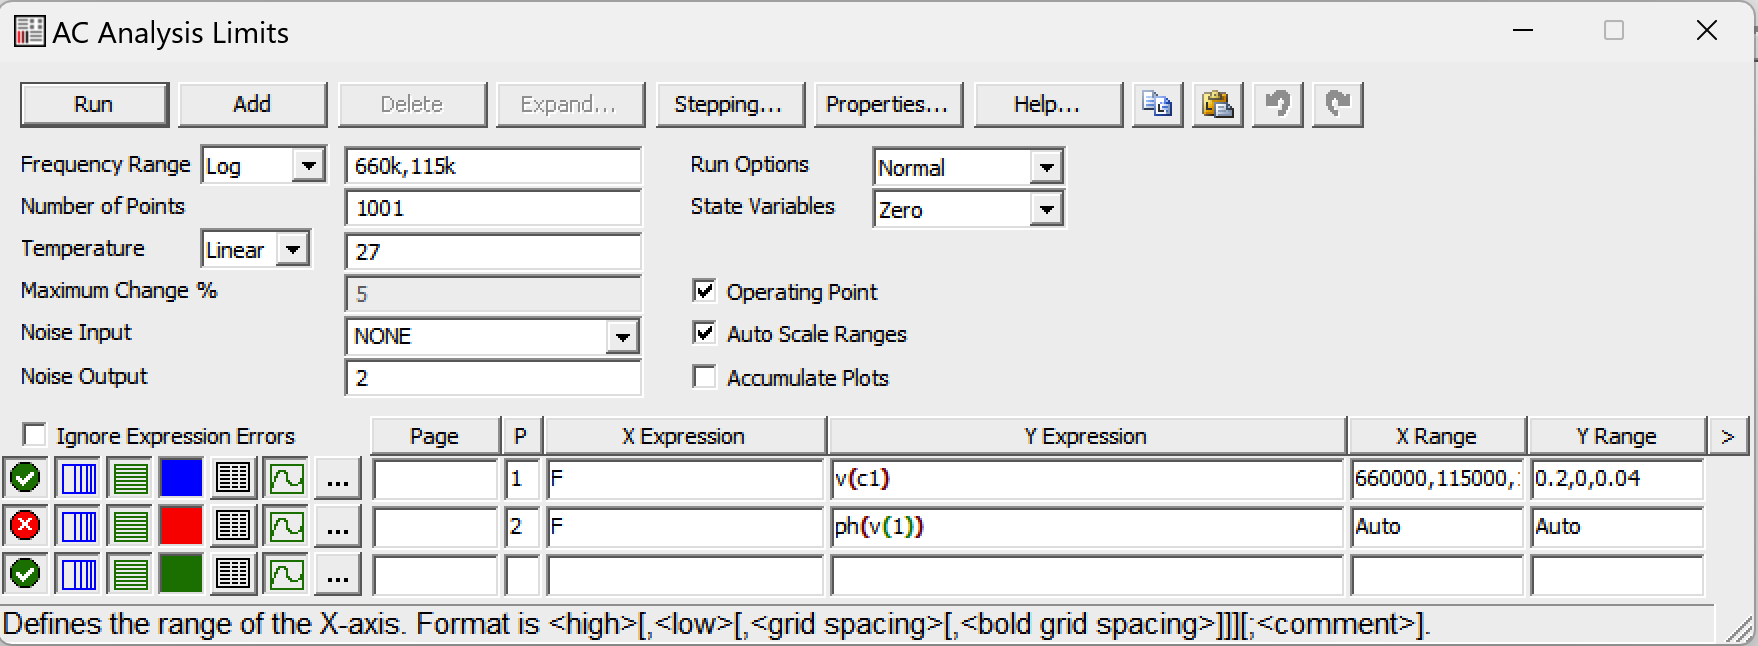 AC Analysis Limits
Run Add Delete Expand... Stepping... Properties... Help...
Frequency Range Log 660k,115k Run Options Normal
Number of Points 1001 State Variables Zero
Temperature Linear 27
Maximum Change % 5 Operating Point
Noise Input NONE Auto Scale Ranges
Noise Output 2 Accumulate Plots
Ignore Expression Errors Page P X Expression Y Expression X Range Y Range >
... 1 F v(c1) 660000,115000, 0.2,0,0.04
... 2 F ph(v(1)) Auto Auto
...
Defines the range of the X-axis. Format is <high>[,<low>[,<grid spacing>[,<bold grid spacing>]]][;<comment>].